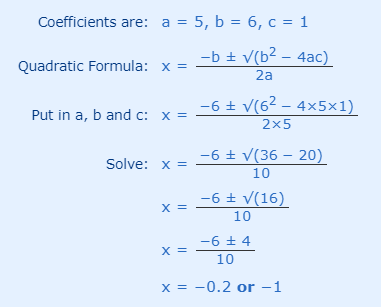 Coefficients are: a = 5, b = 6, c = 1
Quadratic Formula: x = −b ± √(b² − 4ac)
2a
Put in a, b and c: x = −6 ± √(6² − 4×5×1)
2×5
Solve: x = −6 ± √(36 − 20)
10
x = −6 ± √(16)
10
x = −6 ± 4
10
x = −0.2 or −1